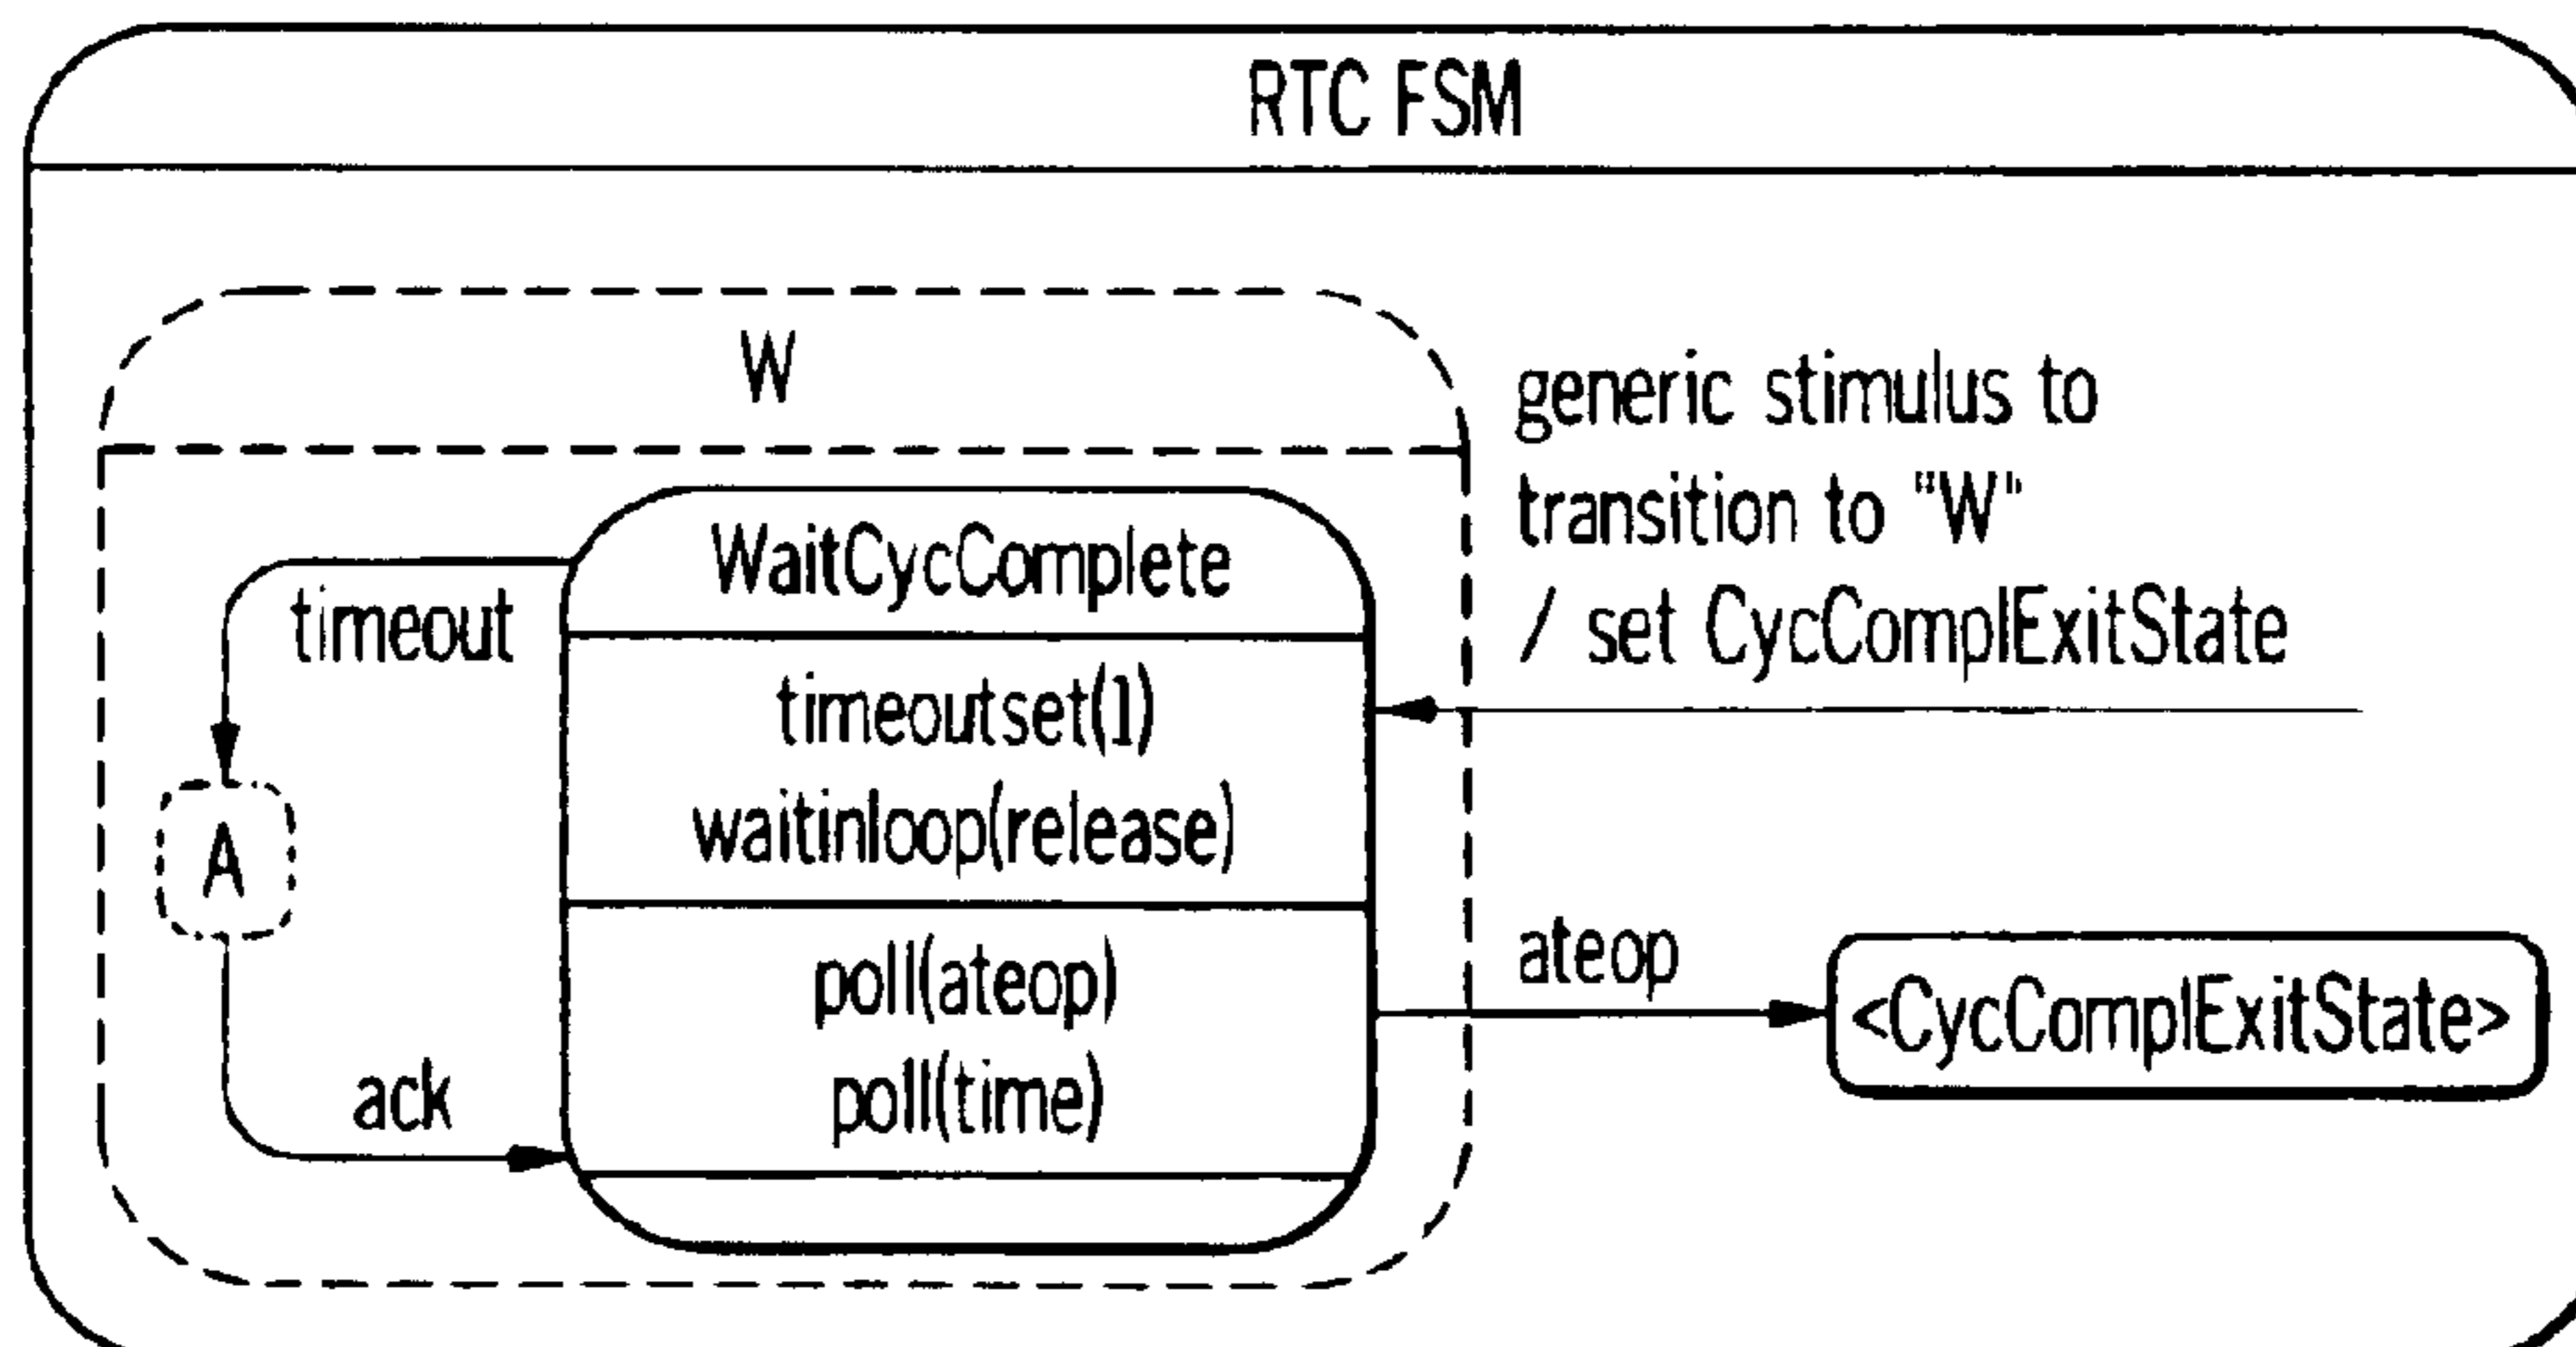 RTC FSM
W
generic stimulus to
transition to "W"
/ set CycComplExitState
WaitCycComplete
timeout
timeoutset(1)
waitinloop(release)
A
poll(ateop)
poll(time)
ack
ateop
<CycComplExitState>